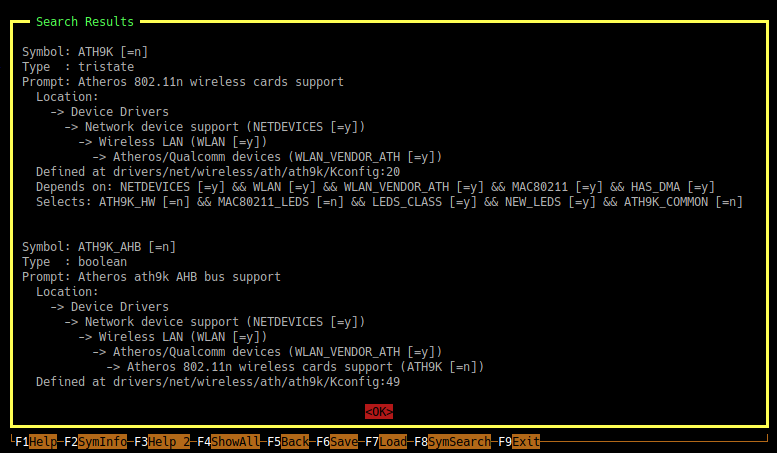 Search Results
Symbol: ATH9K [=n]
Type  : tristate
Prompt: Atheros 802.11n wireless cards support
  Location:
    -> Device Drivers
      -> Network device support (NETDEVICES [=y])
        -> Wireless LAN (WLAN [=y])
          -> Atheros/Qualcomm devices (WLAN_VENDOR_ATH [=y])
  Defined at drivers/net/wireless/ath/ath9k/Kconfig:20
  Depends on: NETDEVICES [=y] && WLAN [=y] && WLAN_VENDOR_ATH [=y] && MAC80211 [=y] && HAS_DMA [=y]
  Selects: ATH9K_HW [=n] && MAC80211_LEDS [=n] && LEDS_CLASS [=y] && NEW_LEDS [=y] && ATH9K_COMMON [=n]
Symbol: ATH9K_AHB [=n]
Type  : boolean
Prompt: Atheros ath9k AHB bus support
  Location:
    -> Device Drivers
      -> Network device support (NETDEVICES [=y])
        -> Wireless LAN (WLAN [=y])
          -> Atheros/Qualcomm devices (WLAN_VENDOR_ATH [=y])
            -> Atheros 802.11n wireless cards support (ATH9K [=n])
  Defined at drivers/net/wireless/ath/ath9k/Kconfig:49
<OK>
F1Help F2SymInfo F3Help 2 F4ShowAll F5Back F6Save F7Load F8SymSearch F9Exit